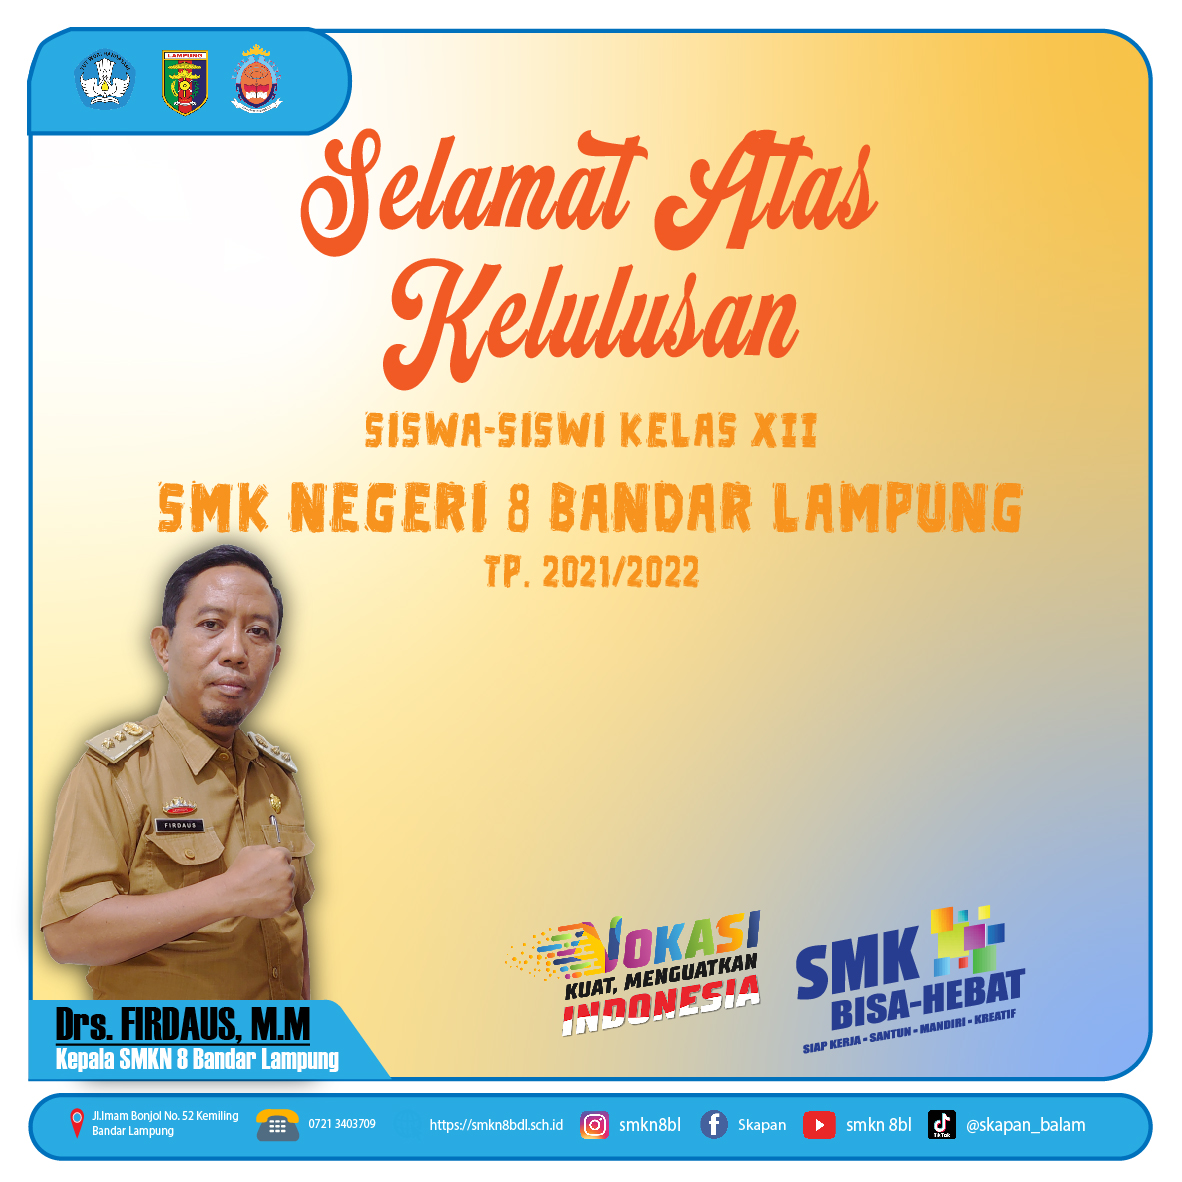 LAMPUNG
Selamat Atas
Kelulusan
SISWA-SISWI KELAS XII
SMK NEGERI 8 BANDAR LAMPUNG
TP. 2021/2022
FIRDAUS
VOKASI
KUAT, MENGUATKAN
INDONESIA
SMK
BISA-HEBAT
SIAP KERJA - SANTUN - MANDIRI - KREATIF
Drs. FIRDAUS, M.M
Kepala SMKN 8 Bandar Lampung
Jl.Imam Bonjol No. 52 Kemiling
Bandar Lampung
0721 3403709
https://smkn8bdl.sch.id
smkn8bl
Skapan
smkn 8bl
TikTok
@skapan_balam